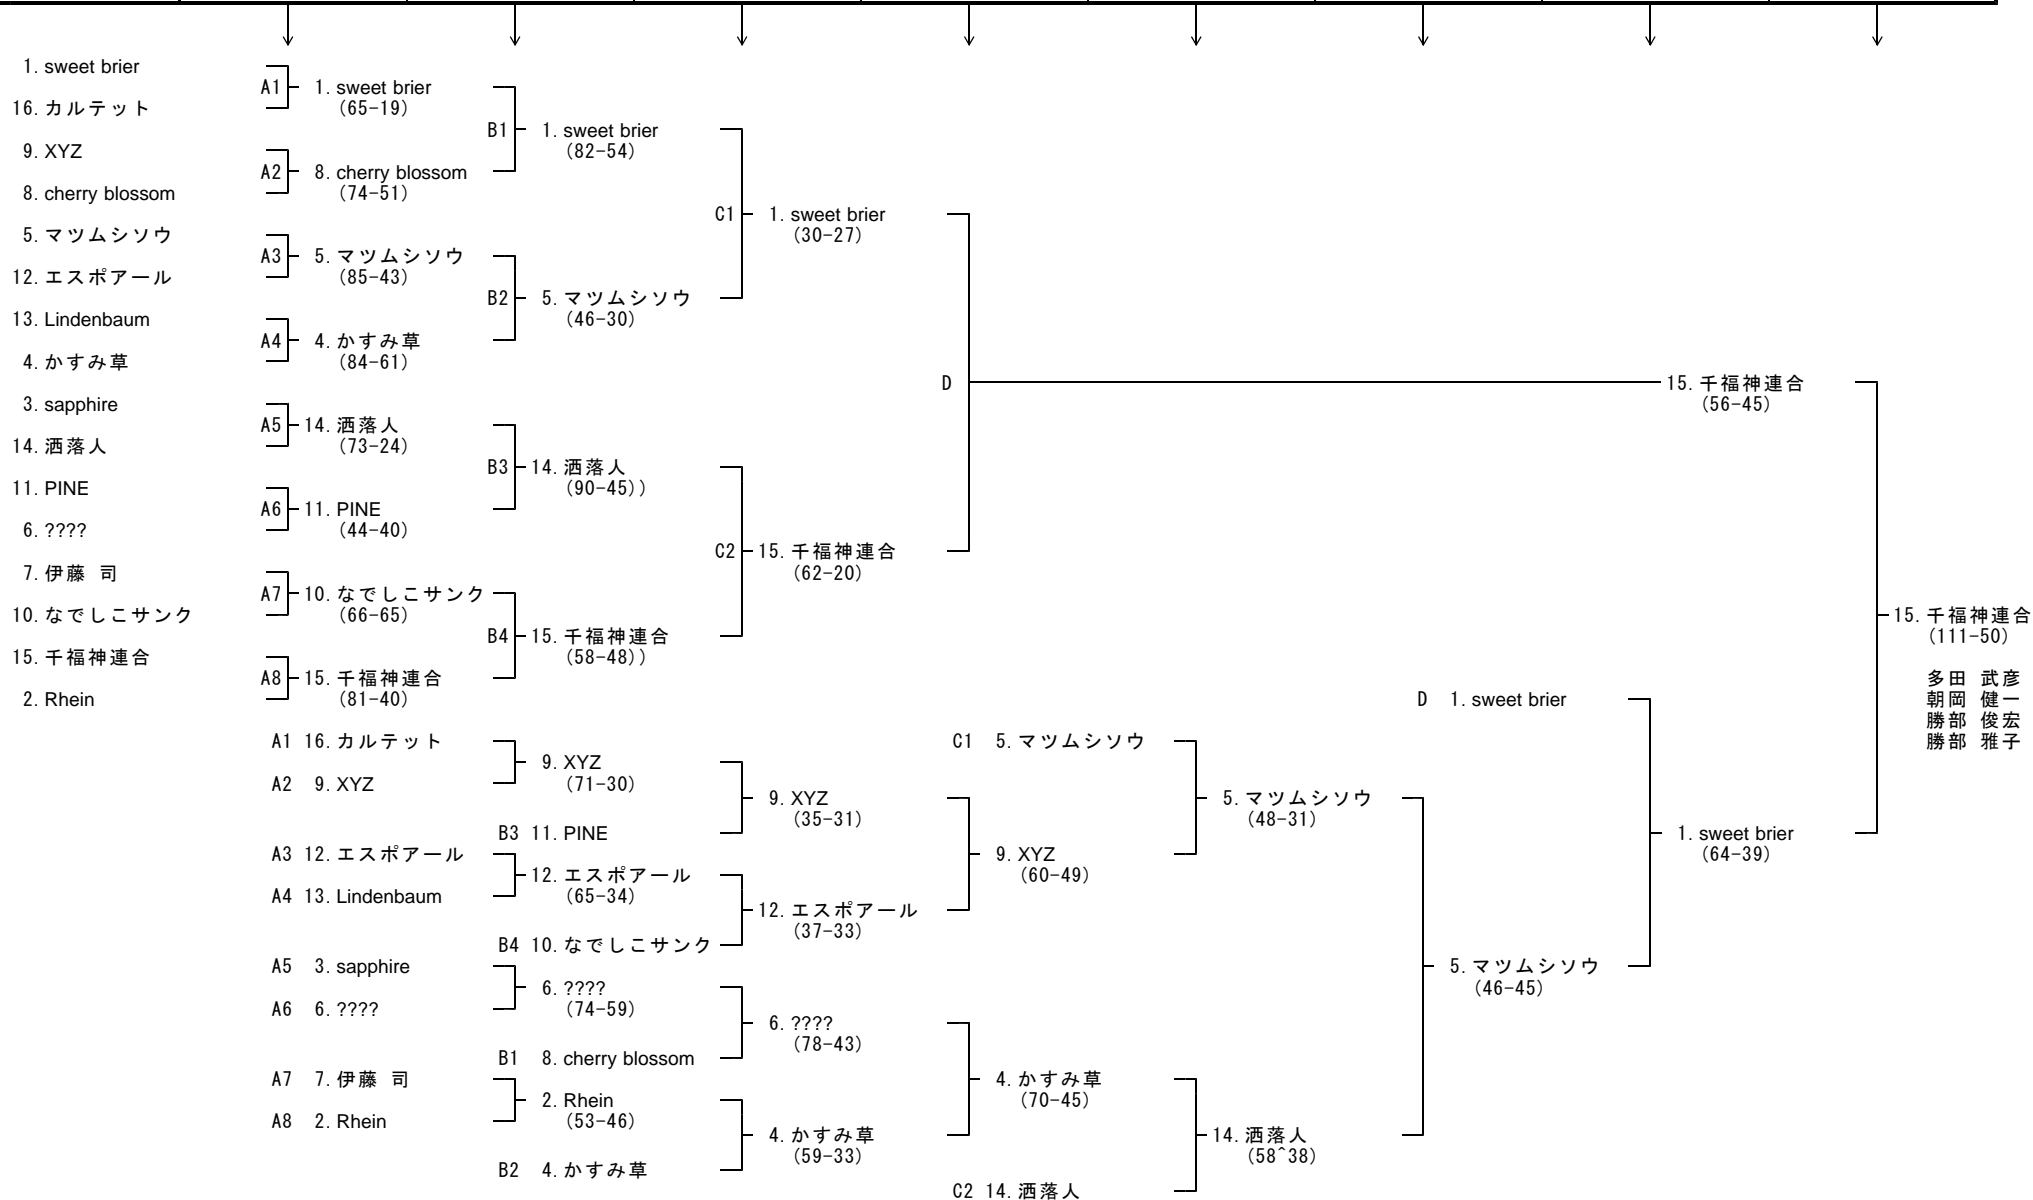 1. sweet brier
16. カルテット
9. XYZ
8. cherry blossom
5. マツムシソウ
12. エスポアール
13. Lindenbaum
4. かすみ草
3. sapphire
14. 洒落人
11. PINE
6. ????
7. 伊藤 司
10. なでしこサンク
15. 千福神連合
2. Rhein
A1 1. sweet brier
(65-19)
A2 8. cherry blossom
(74-51)
A3 5. マツムシソウ
(85-43)
A4 4. かすみ草
(84-61)
A5 14. 洒落人
(73-24)
A6 11. PINE
(44-40)
A7 10. なでしこサンク
(66-65)
A8 15. 千福神連合
(81-40)
B1 1. sweet brier
(82-54)
B2 5. マツムシソウ
(46-30)
B3 14. 洒落人
(90-45))
B4 15. 千福神連合
(58-48))
C1 1. sweet brier
(30-27)
C2 15. 千福神連合
(62-20)
D 15. 千福神連合
(56-45)
A1 16. カルテット
A2 9. XYZ
A3 12. エスポアール
A4 13. Lindenbaum
A5 3. sapphire
A6 6. ????
A7 7. 伊藤 司
A8 2. Rhein
9. XYZ
(71-30)
B3 11. PINE
12. エスポアール
(65-34)
B4 10. なでしこサンク
6. ????
(74-59)
B1 8. cherry blossom
2. Rhein
(53-46)
B2 4. かすみ草
9. XYZ
(35-31)
12. エスポアール
(37-33)
6. ????
(78-43)
4. かすみ草
(59-33)
C1 5. マツムシソウ
9. XYZ
(60-49)
4. かすみ草
(70-45)
C2 14. 洒落人
5. マツムシソウ
(48-31)
14. 洒落人
(58^38)
D 1. sweet brier
5. マツムシソウ
(46-45)
1. sweet brier
(64-39)
15. 千福神連合
(111-50)
多田 武彦
朝岡 健一
勝部 俊宏
勝部 雅子